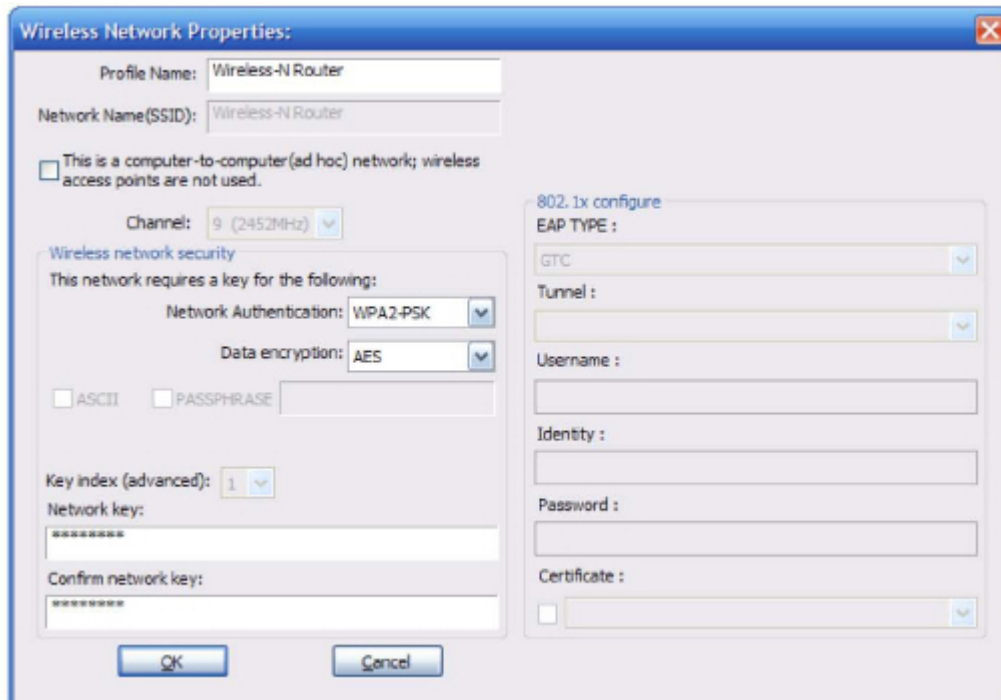 Wireless Network Properties:
Profile Name: Wireless-N Router
Network Name(SSID): Wireless-N Router
This is a computer-to-computer(ad hoc) network; wireless
access points are not used.
Channel: 9 (2452MHz)
Wireless network security
This network requires a key for the following:
Network Authentication: WPA2-PSK
Data encryption: AES
ASCII PASSPHRASE
Key index (advanced): 1
Network key:
********
Confirm network key:
********
OK Cancel
802.1x configure
EAP TYPE :
GTC
Tunnel :
Username :
Identity :
Password :
Certificate :